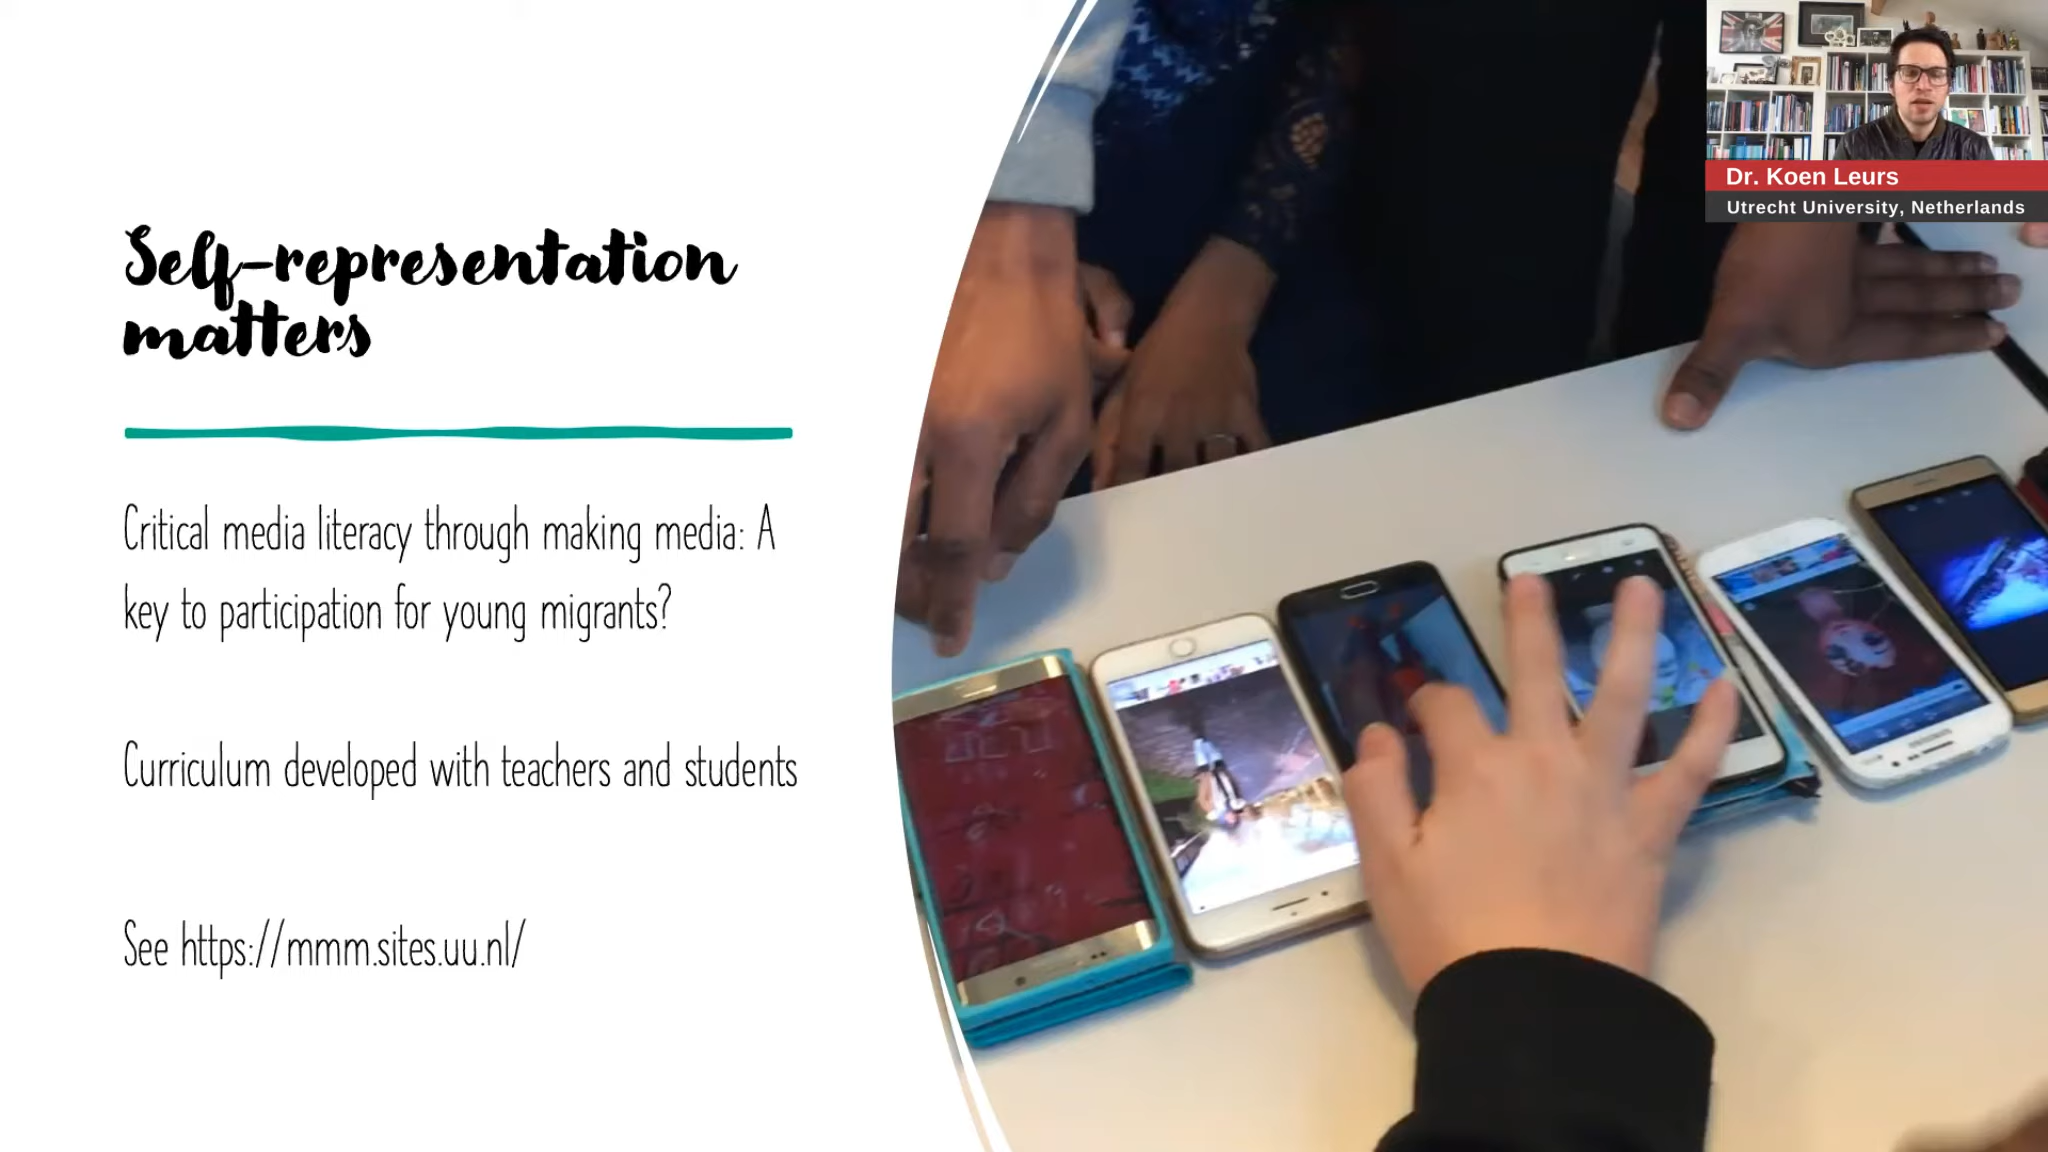 Self-representation
matters
Critical media literacy through making media: A
key to participation for young migrants?
Curriculum developed with teachers and students
See https://mmm.sites.uu.nl/
Dr. Koen Leurs
Utrecht University, Netherlands